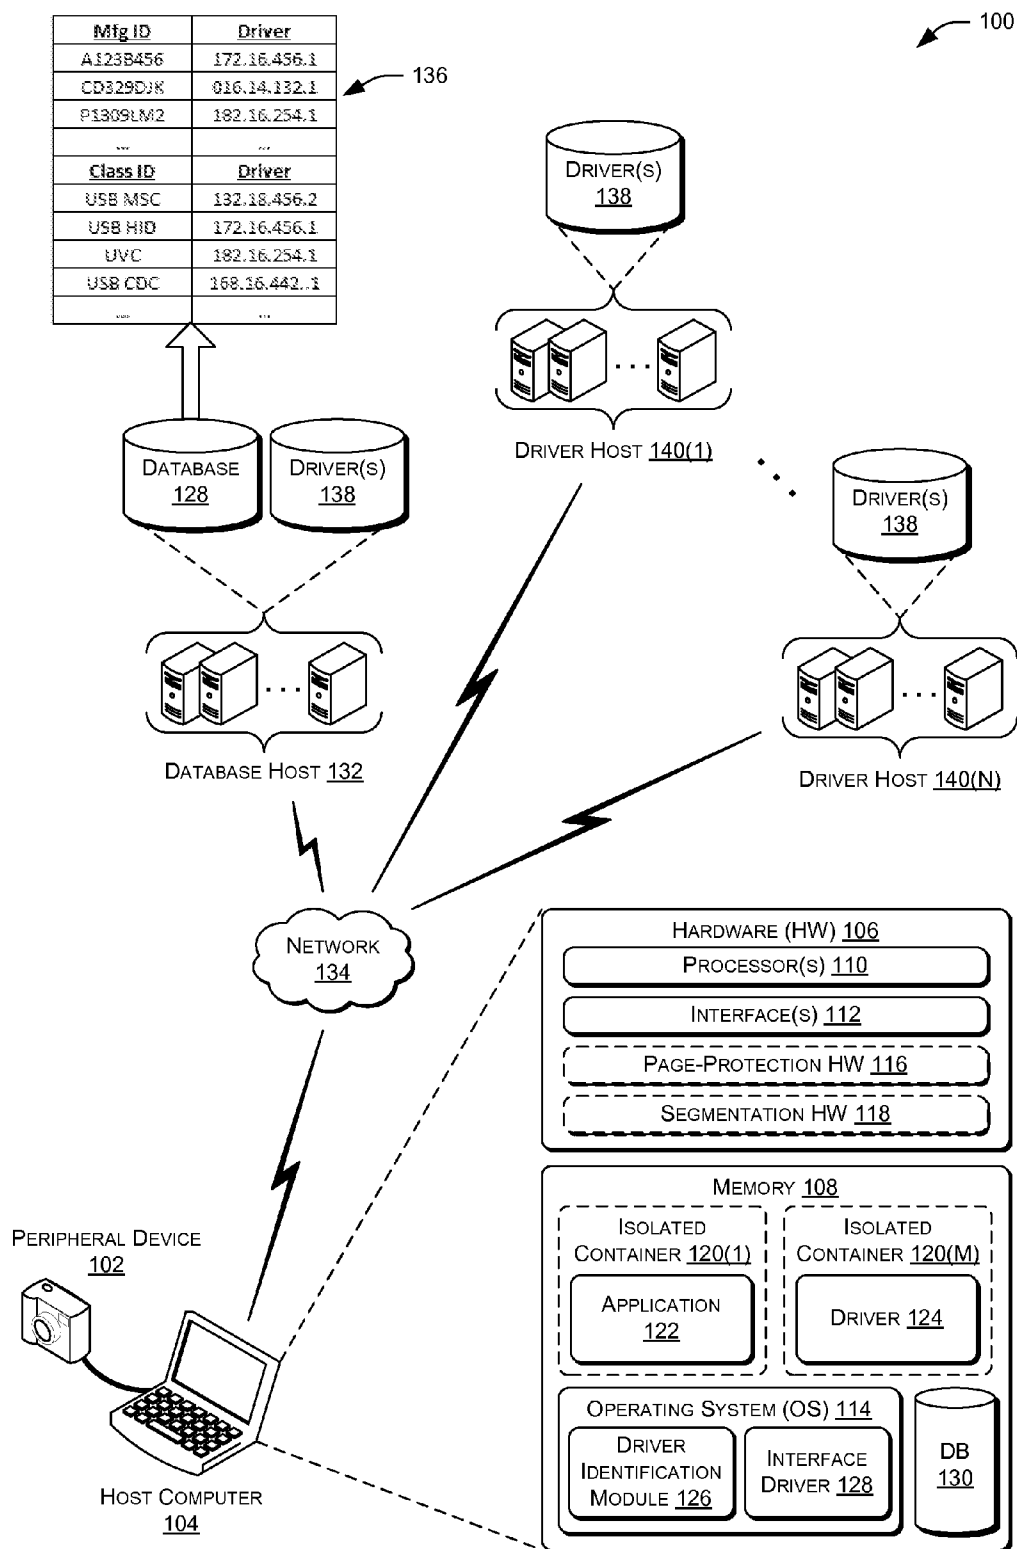 100
Mfg ID Driver
A123B456 172.16.456.1
CD329DJK 016.14.132.1
P1309LM2 182.16.254.1
... ...
Class ID Driver
USB MSC 132.18.456.2
USB HID 172.16.456.1
UVC 182.16.254.1
USB CDC 168.16.442..1
... ...
136
DRIVER(S)
138
DRIVER HOST 140(1)
DATABASE
128
DRIVER(S)
138
DRIVER(S)
138
DATABASE HOST 132
DRIVER HOST 140(N)
NETWORK
134
HARDWARE (HW) 106
PROCESSOR(S) 110
INTERFACE(S) 112
PAGE-PROTECTION HW 116
SEGMENTATION HW 118
MEMORY 108
ISOLATED
CONTAINER 120(1)
APPLICATION
122
ISOLATED
CONTAINER 120(M)
DRIVER 124
OPERATING SYSTEM (OS) 114
DRIVER
IDENTIFICATION
MODULE 126
INTERFACE
DRIVER 128
DB
130
PERIPHERAL DEVICE
102
HOST COMPUTER
104